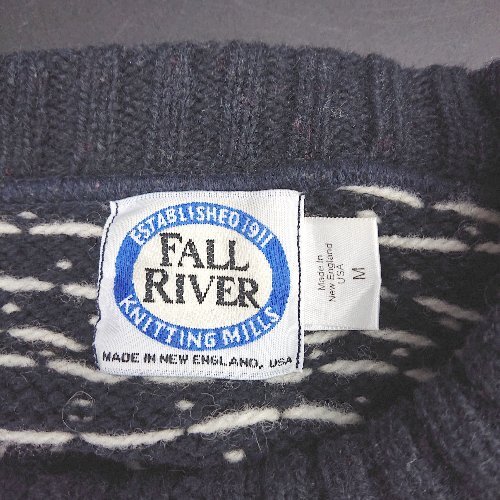 ESTABLISHED 1911
FALL
RIVER
KNITTING MILLS
MADE IN NEW ENGLAND, USA
Made In
New England
USA
M